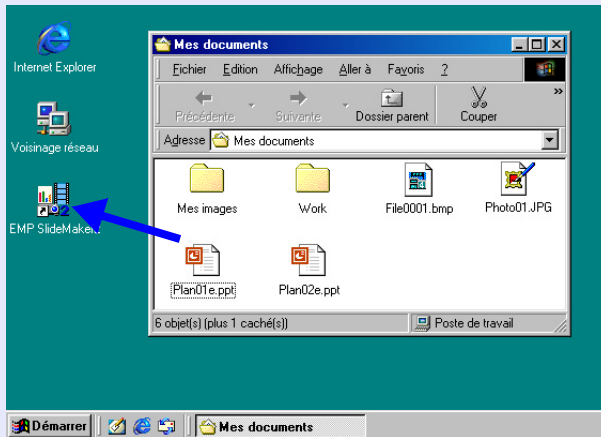 Internet Explorer
Voisinage réseau
EMP SlideMaker2
Mes documents
Fichier Edition Affichage Aller à Favoris ?
Précédente Suivante Dossier parent Couper »
Adresse Mes documents
Mes images Work File0001.bmp Photo01.JPG
Plan01e.ppt Plan02e.ppt
6 objet(s) (plus 1 caché(s)) Poste de travail
Démarrer Mes documents